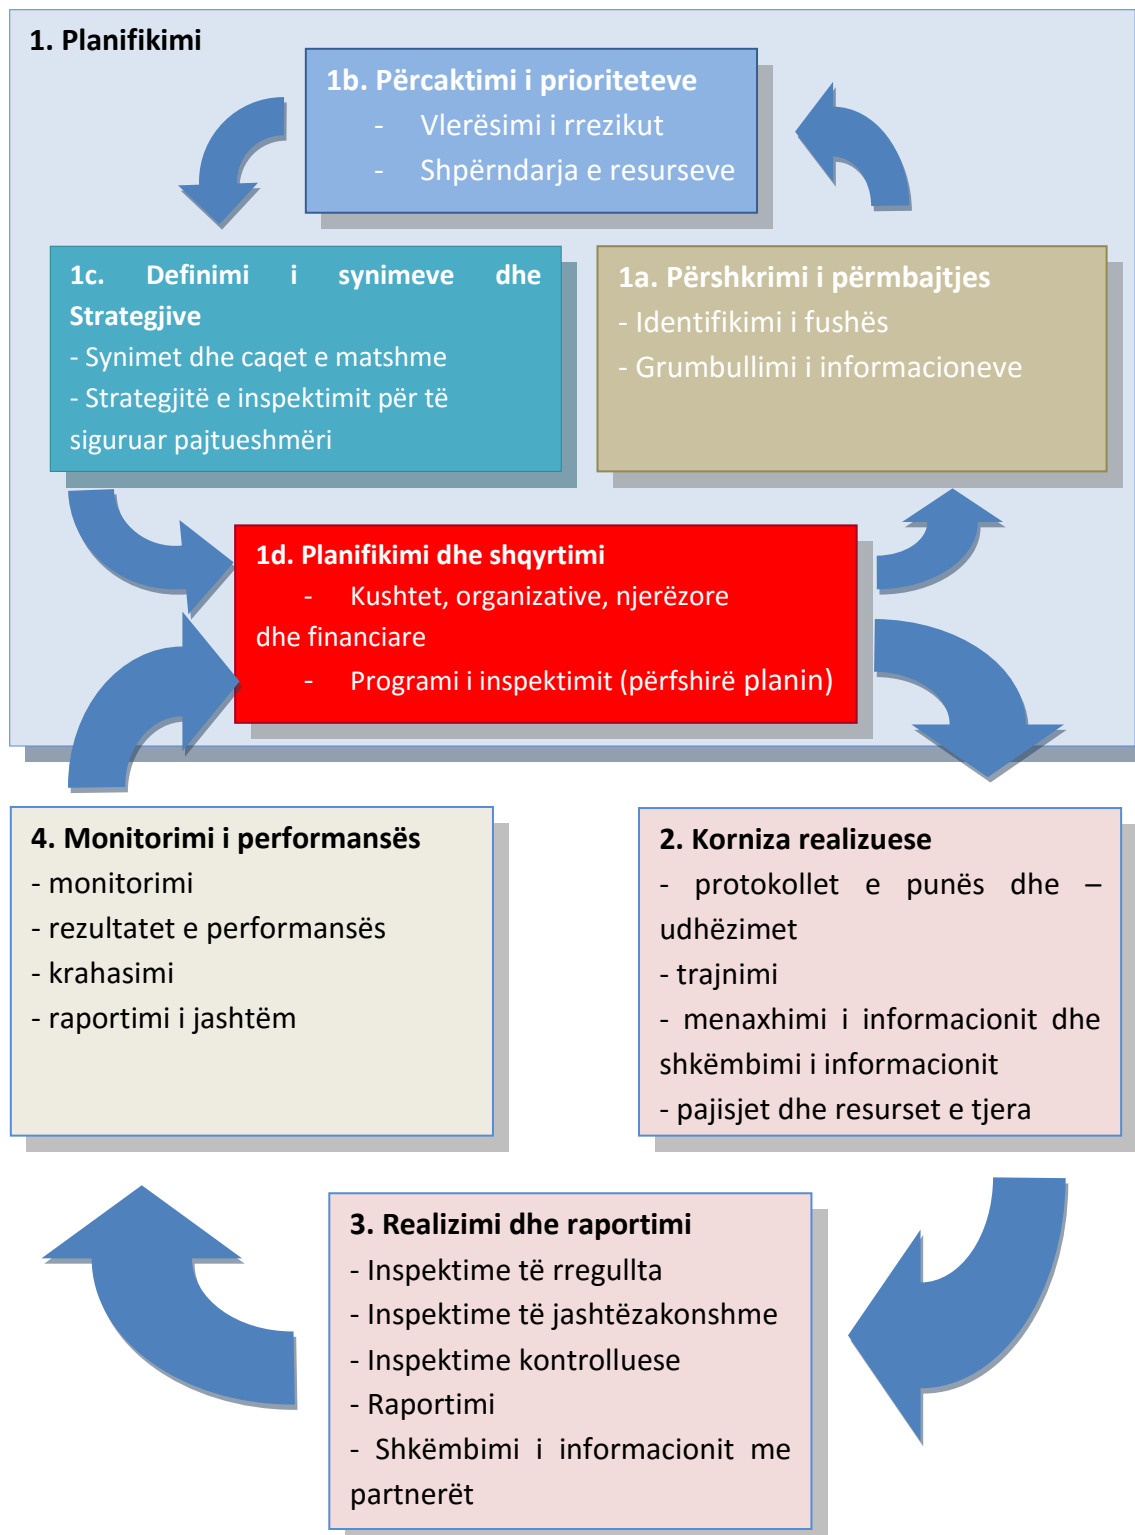 1. Planifikimi
1b. Përcaktimi i prioriteteve
- Vlerësimi i rrezikut
- Shpërndarja e resurseve
1c. Definimi i synimeve dhe
Strategjive
- Synimet dhe caqet e matshme
- Strategjitë e inspektimit për të
siguruar pajtueshmëri
1a. Përshkrimi i përmbajtjes
- Identifikimi i fushës
- Grumbullimi i informacioneve
1d. Planifikimi dhe shqyrtimi
- Kushtet, organizative, njerëzore
dhe financiare
- Programi i inspektimit (përfshirë planin)
4. Monitorimi i performansës
- monitorimi
- rezultatet e performansës
- krahasimi
- raportimi i jashtëm
2. Korniza realizuese
- protokollet e punës dhe –
udhëzimet
- trajnimi
- menaxhimi i informacionit dhe
shkëmbimi i informacionit
- pajisjet dhe resurset e tjera
3. Realizimi dhe raportimi
- Inspektime të rregullta
- Inspektime të jashtëzakonshme
- Inspektime kontrolluese
- Raportimi
- Shkëmbimi i informacionit me
partnerët